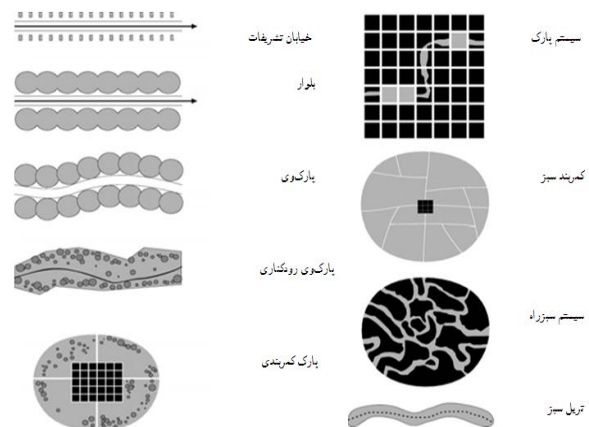 سیستم پارک
کمربند سبز
سیستم سبزراه
تریل سبز
خیابان تشریفات
بلوار
پارک‌وی
پارک‌وی رودکناری
پارک کمربندی